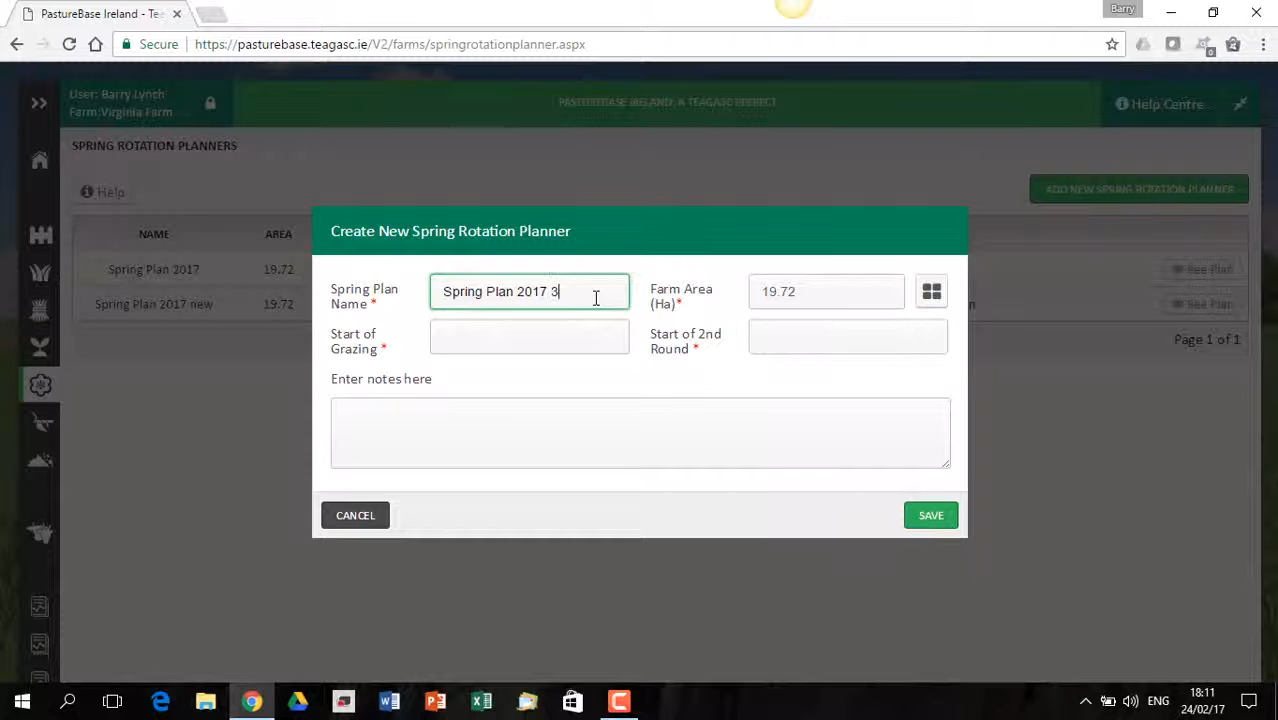 PastureBase Ireland - Tea
Barry
Secure
https://pasturebase.teagasc.ie/V2/farms/springrotationplanner.aspx
User: Barry Lynch
Farm:Virginia Farm
PASTUREBASE IRELAND, A TEAGASC PROJECT
Help Centre
SPRING ROTATION PLANNERS
Help
ADD NEW SPRING ROTATION PLANNER
NAME
AREA
Spring Plan 2017
19.72
See Plan
Spring Plan 2017 new
19.72
See Plan
Page 1 of 1
Create New Spring Rotation Planner
Spring Plan
Name *
Spring Plan 2017 3
Farm Area
(Ha)*
19.72
Start of
Grazing *
Start of 2nd
Round *
Enter notes here
CANCEL
SAVE
ENG
18:11
24/02/17